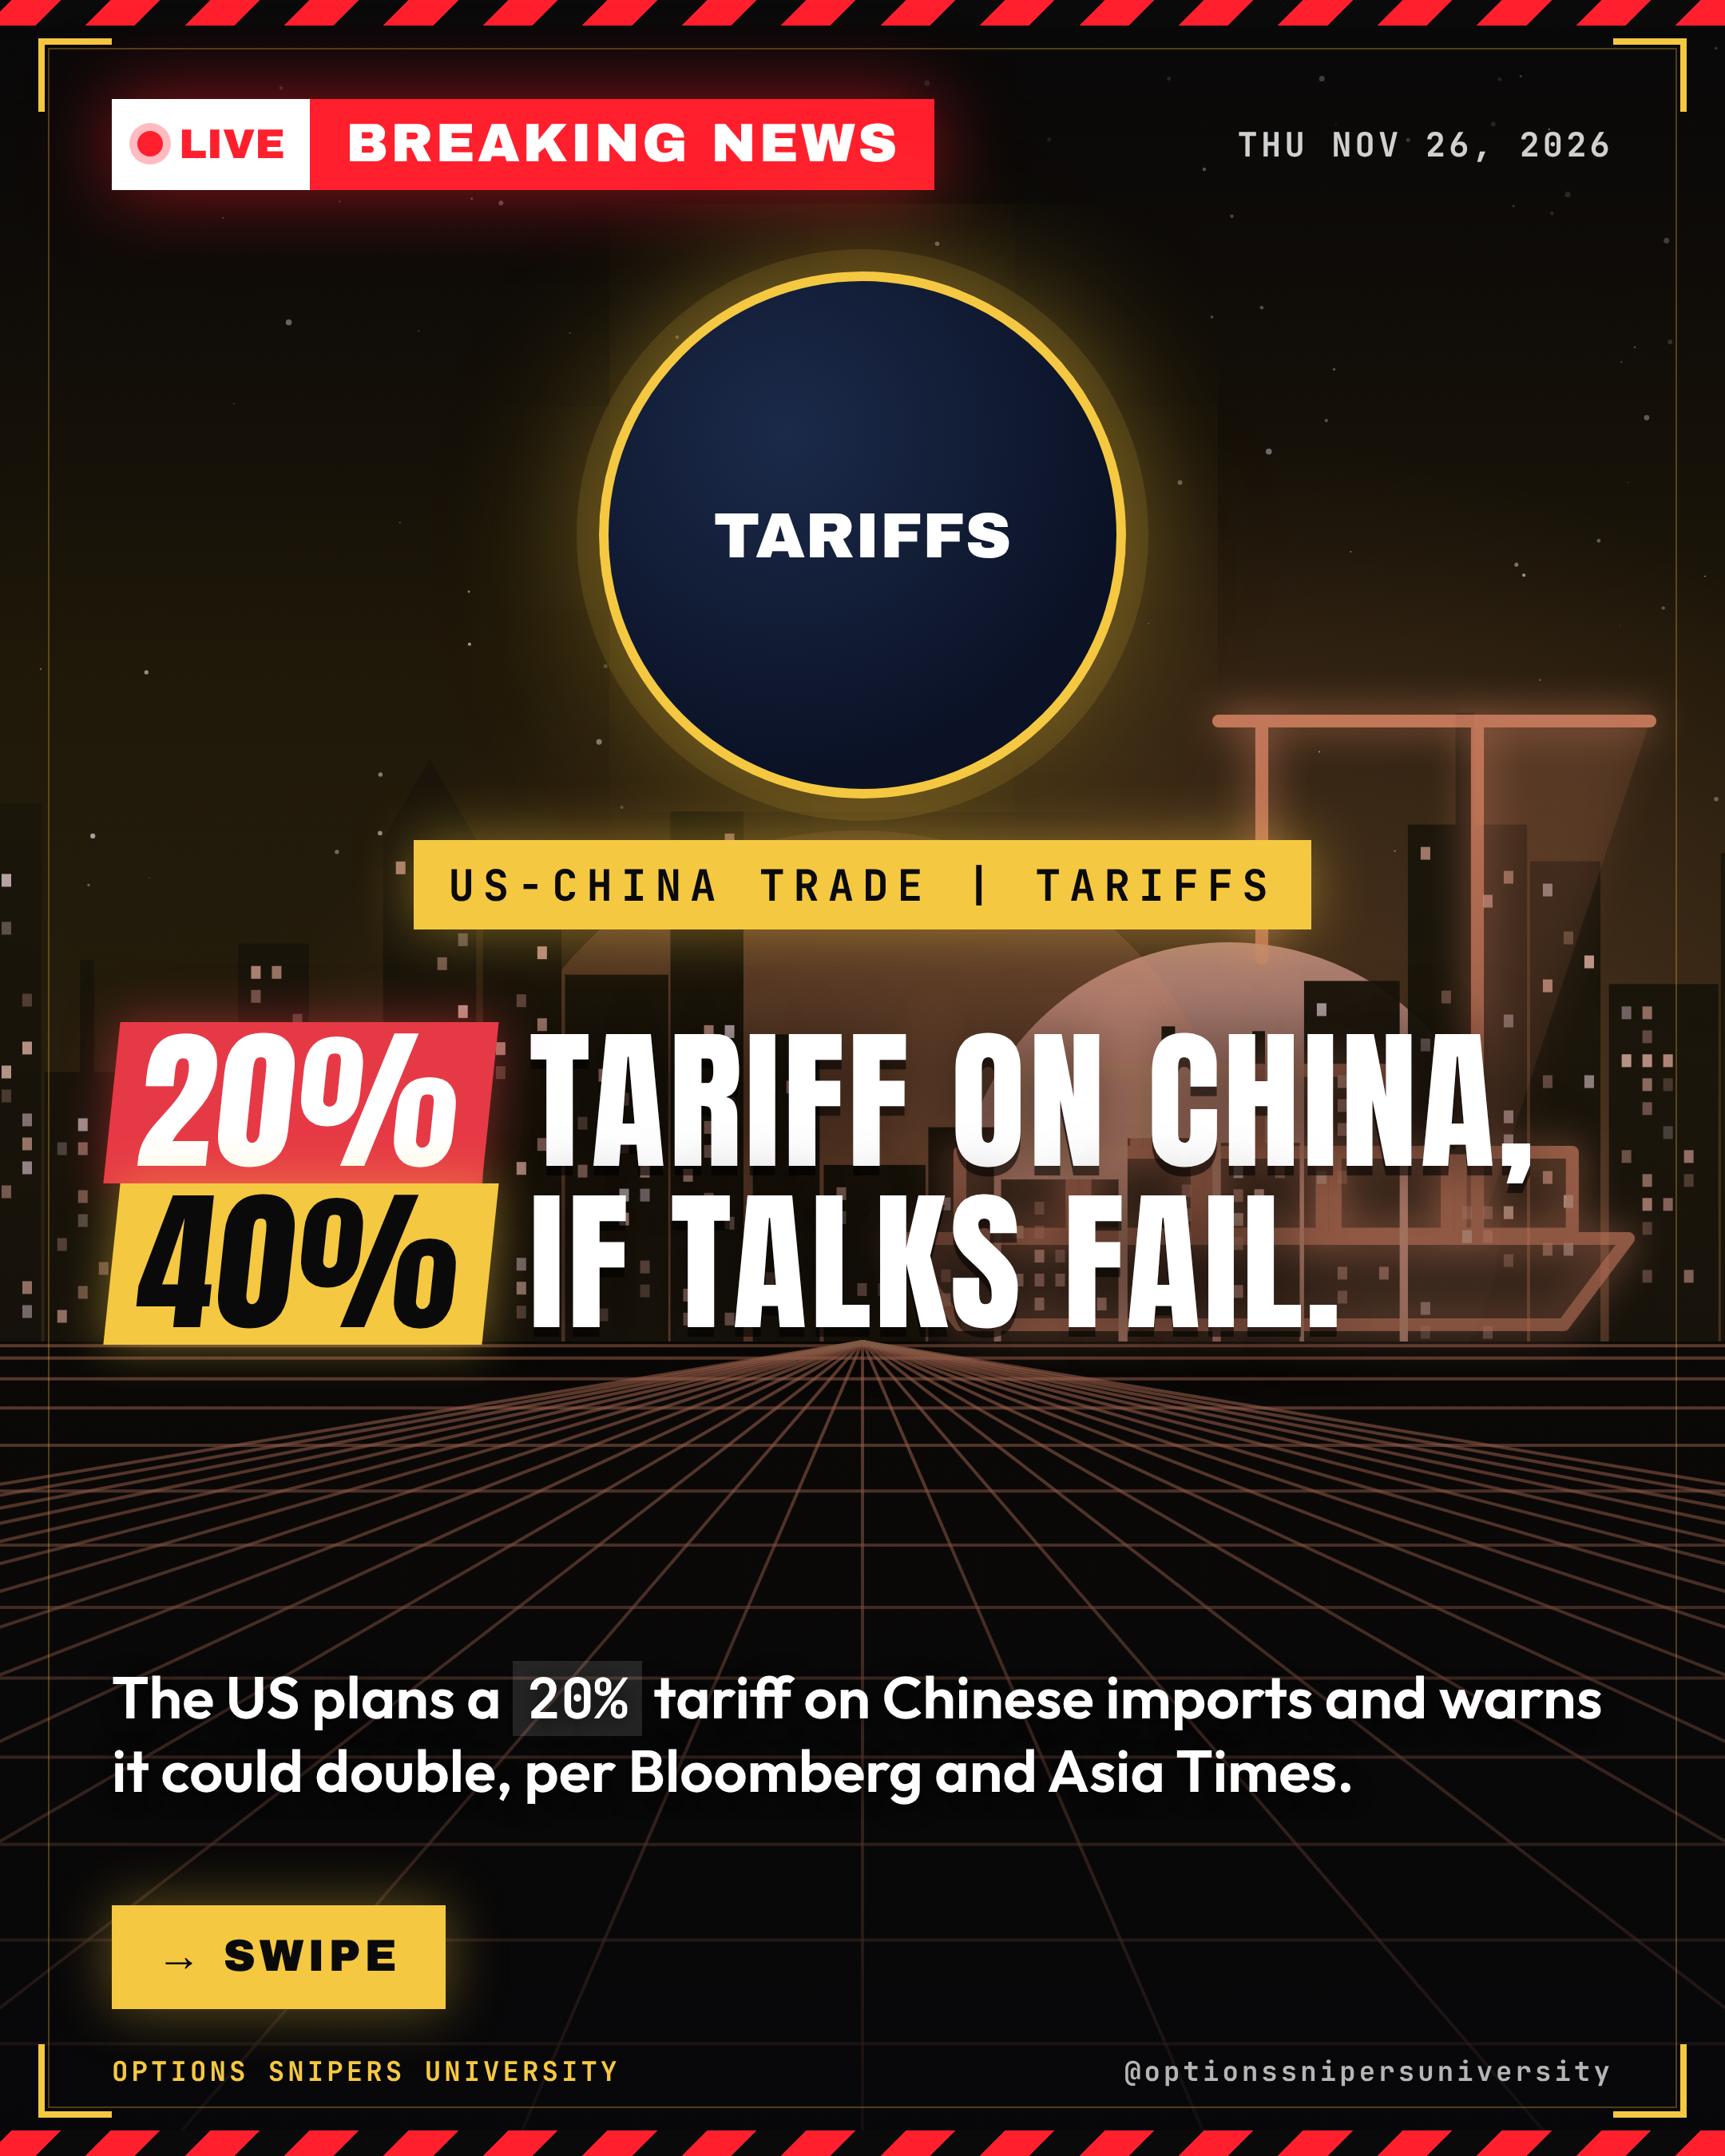 LIVE BREAKING NEWS
THU NOV 26, 2026
TARIFFS
US-CHINA TRADE | TARIFFS
20% TARIFF ON CHINA,
40% IF TALKS FAIL.
The US plans a 20% tariff on Chinese imports and warns
it could double, per Bloomberg and Asia Times.
→ SWIPE
OPTIONS SNIPERS UNIVERSITY
@optionssnipersuniversity